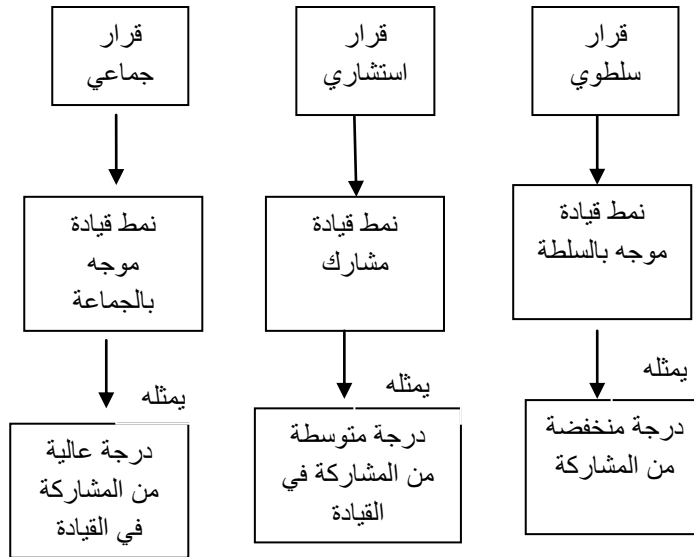 قرار
سلطوي
قرار
استشاري
قرار
جماعي
نمط قيادة
موجه بالسلطة
نمط قيادة
مشارك
نمط قيادة
موجه
بالجماعة
يمثله
يمثله
يمثله
درجة منخفضة
من المشاركة
درجة متوسطة
من المشاركة في
القيادة
درجة عالية
من المشاركة
في القيادة